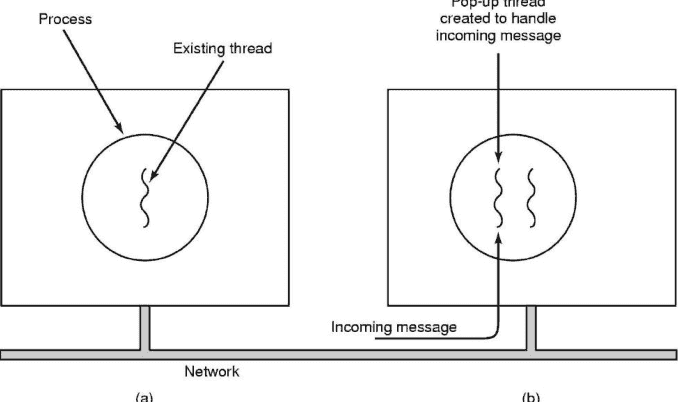 Process
Existing thread
Pop-up thread
created to handle
incoming message
Incoming message
Network
(a)
(b)